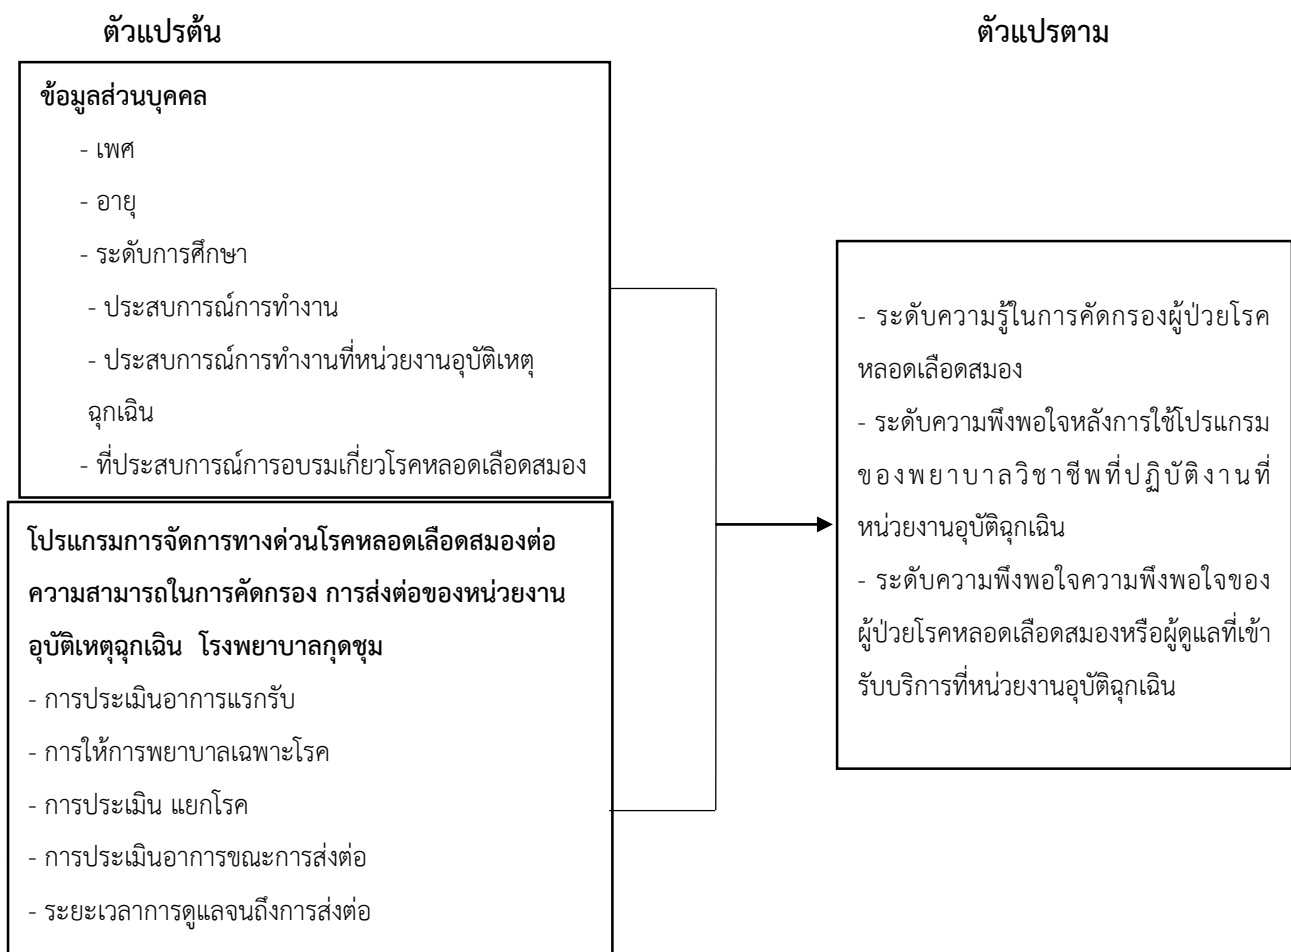 ตัวแปรต้น
ตัวแปรตาม
ข้อมูลส่วนบุคคล
- เพศ
- อายุ
- ระดับการศึกษา
- ประสบการณ์การทำงาน
- ประสบการณ์การทำงานที่หน่วยงานอุบัติเหตุ
ฉุกเฉิน
- ที่ประสบการณ์การอบรมเกี่ยวโรคหลอดเลือดสมอง
โปรแกรมการจัดการทางด่วนโรคหลอดเลือดสมองต่อ
ความสามารถในการคัดกรอง การส่งต่อของหน่วยงาน
อุบัติเหตุฉุกเฉิน โรงพยาบาลกุดชุม
- การประเมินอาการแรกรับ
- การให้การพยาบาลเฉพาะโรค
- การประเมิน แยกโรค
- การประเมินอาการขณะการส่งต่อ
- ระยะเวลาการดูแลจนถึงการส่งต่อ
- ระดับความรู้ในการคัดกรองผู้ป่วยโรค
หลอดเลือดสมอง
- ระดับความพึงพอใจหลังการใช้โปรแกรม
ของพยาบาลวิชาชีพที่ปฏิบัติงานที่
หน่วยงานอุบัติฉุกเฉิน
- ระดับความพึงพอใจความพึงพอใจของ
ผู้ป่วยโรคหลอดเลือดสมองหรือผู้ดูแลที่เข้า
รับบริการที่หน่วยงานอุบัติฉุกเฉิน